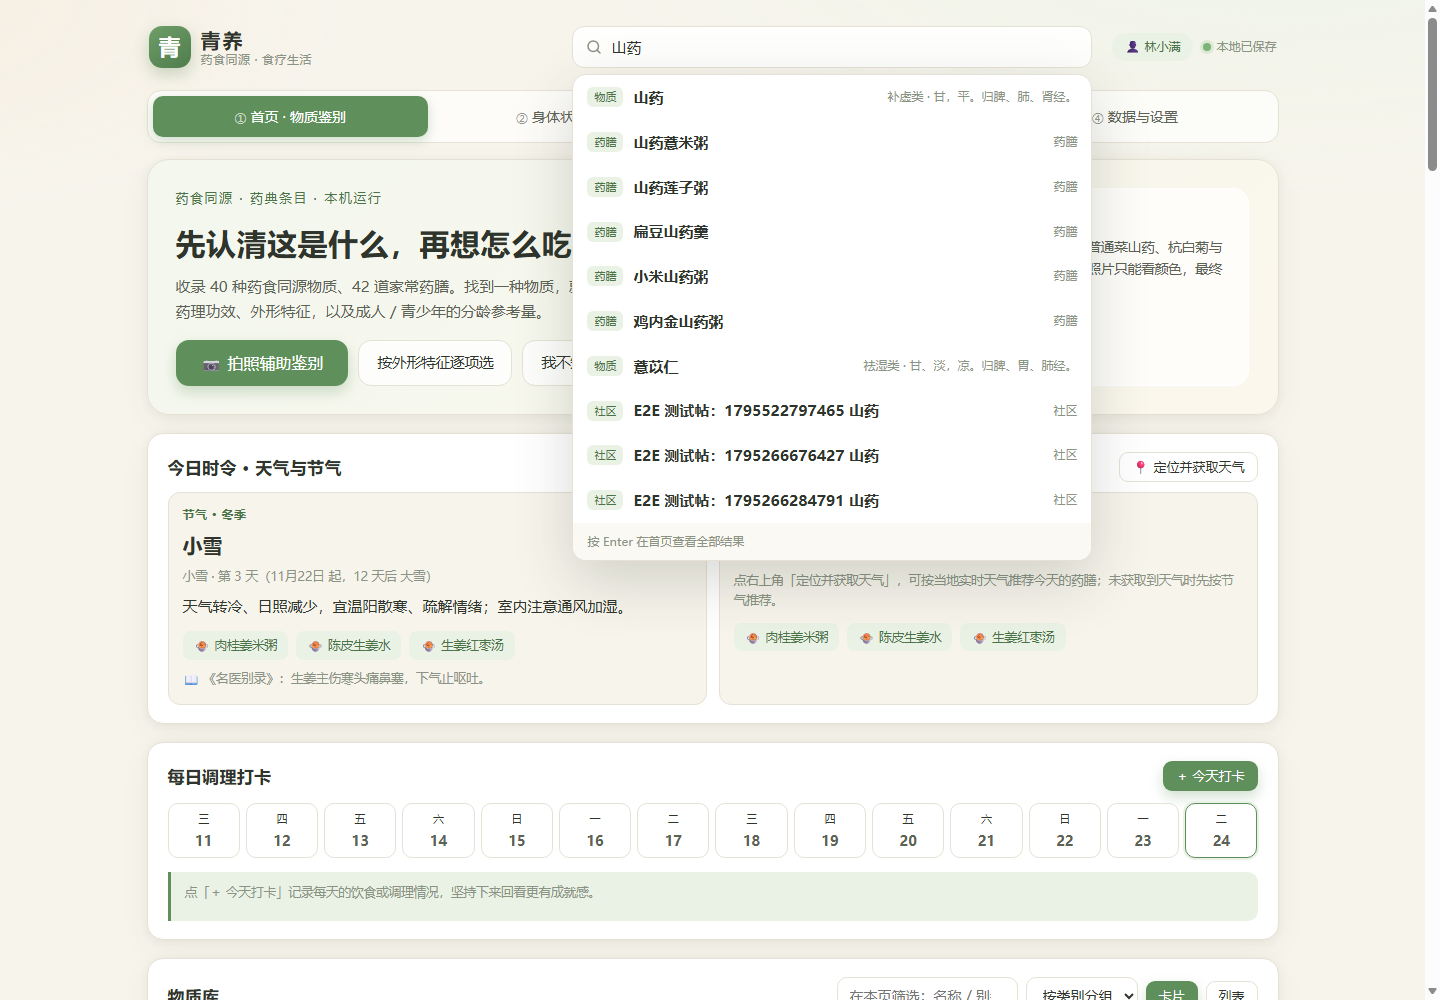 青
青养
药食同源 · 食疗生活
山药
林小满
本地已保存
① 首页 · 物质鉴别
② 身体状
④ 数据与设置
物质 山药 补虚类 · 甘，平。归脾、肺、肾经。
药膳 山药薏米粥 药膳
药膳 山药莲子粥 药膳
药膳 扁豆山药羹 药膳
药膳 小米山药粥 药膳
药膳 鸡内金山药粥 药膳
物质 薏苡仁 祛湿类 · 甘、淡，凉。归脾、胃、肺经。
社区 E2E 测试帖：1795522797465 山药 社区
社区 E2E 测试帖：1795266676427 山药 社区
社区 E2E 测试帖：1795266284791 山药 社区
按 Enter 在首页查看全部结果
药食同源 · 药典条目 · 本机运行
先认清这是什么，再想怎么吃
收录 40 种药食同源物质、42 道家常药膳。找到一种物质，
药理功效、外形特征，以及成人 / 青少年的分龄参考量。
拍照辅助鉴别
按外形特征逐项选
我不
普通菜山药、杭白菊与
照片只能看颜色，最终
今日时令 • 天气与节气
定位并获取天气
节气 • 冬季
小雪
小雪 · 第 3 天（11月22日 起，12 天后 大雪）
天气转冷、日照减少，宜温阳散寒、疏解情绪；室内注意通风加湿。
肉桂姜米粥
陈皮生姜水
生姜红枣汤
《名医别录》：生姜主伤寒头痛鼻塞，下气止呕吐。
点右上角「定位并获取天气」，可按当地实时天气推荐今天的药膳；未获取到天气时先按节
气推荐。
肉桂姜米粥
陈皮生姜水
生姜红枣汤
每日调理打卡
+ 今天打卡
三 四 五 六 日 一 二 三 四 五 六 日 一 二
11 12 13 14 15 16 17 18 19 20 21 22 23 24
点「+ 今天打卡」记录每天的饮食或调理情况，坚持下来回看更有成就感。
物质库
在本页筛选：名称 / 别
按类别分组
卡片
列表